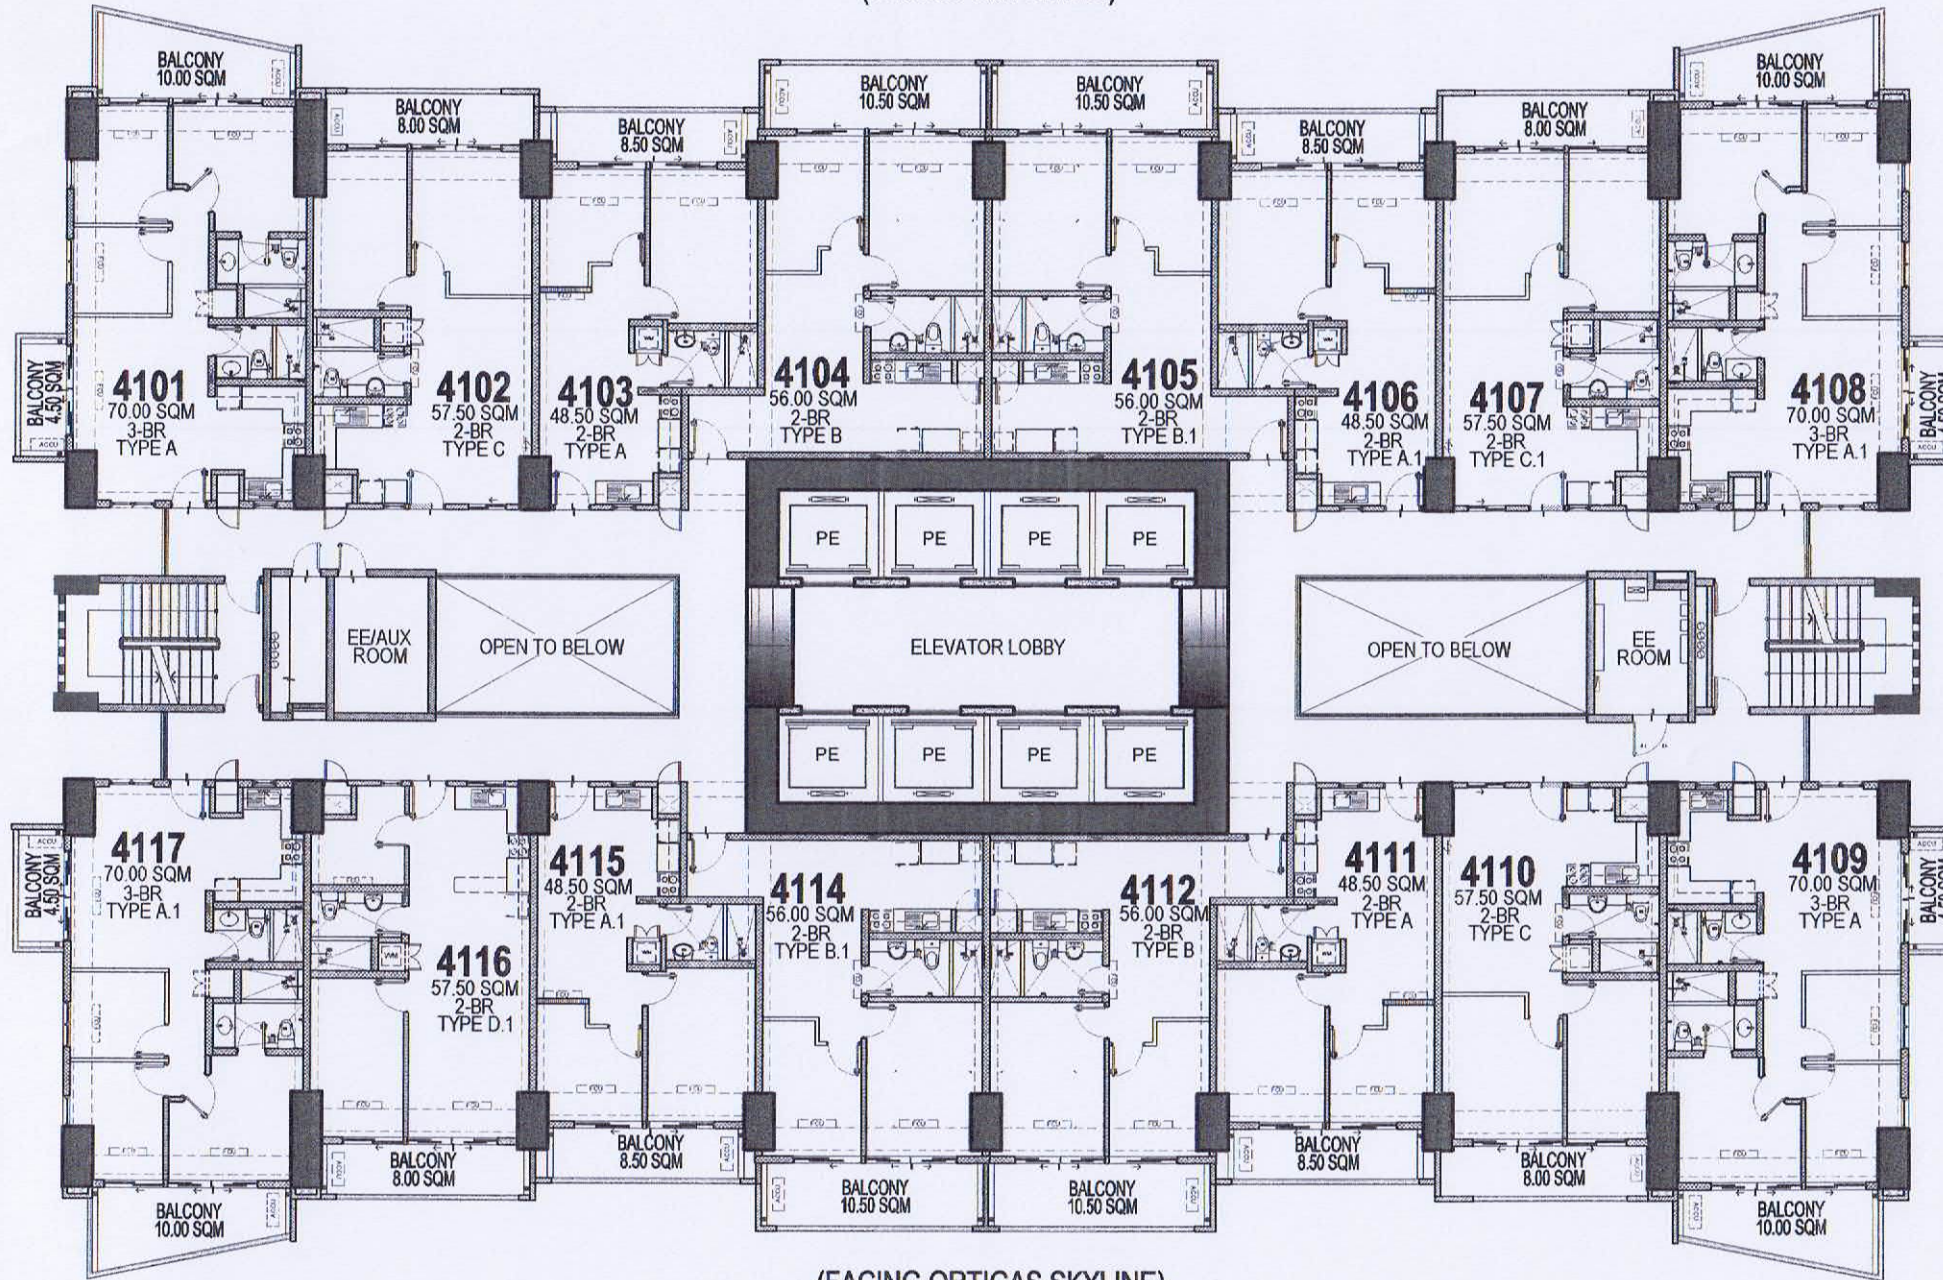 BALCONY
10.00 SQM
BALCONY
8.00 SQM
BALCONY
8.50 SQM
BALCONY
10.50 SQM
BALCONY
10.50 SQM
BALCONY
8.50 SQM
BALCONY
8.00 SQM
BALCONY
10.00 SQM
BALCONY
4.50 SQM
ACCU
4101
70.00 SQM
3-BR
TYPE A
4102
57.50 SQM
2-BR
TYPE C
4103
48.50 SQM
2-BR
TYPE A
4104
56.00 SQM
2-BR
TYPE B
4105
56.00 SQM
2-BR
TYPE B.1
4106
48.50 SQM
2-BR
TYPE A.1
4107
57.50 SQM
2-BR
TYPE C.1
4108
70.00 SQM
3-BR
TYPE A.1
BALCONY
PE
PE
PE
PE
EE/AUX
ROOM
OPEN TO BELOW
ELEVATOR LOBBY
OPEN TO BELOW
EE
ROOM
PE
PE
PE
PE
BALCONY
4.50 SQM
ACCU
4117
70.00 SQM
3-BR
TYPE A.1
4116
57.50 SQM
2-BR
TYPE D.1
4115
48.50 SQM
2-BR
TYPE A.1
4114
56.00 SQM
2-BR
TYPE B.1
4112
56.00 SQM
2-BR
TYPE B
4111
48.50 SQM
2-BR
TYPE A
4110
57.50 SQM
2-BR
TYPE C
4109
70.00 SQM
3-BR
TYPE A
BALCONY
BALCONY
10.00 SQM
BALCONY
8.00 SQM
BALCONY
8.50 SQM
BALCONY
10.50 SQM
BALCONY
10.50 SQM
BALCONY
8.50 SQM
BALCONY
8.00 SQM
BALCONY
10.00 SQM
(FACING ORTIGAS SKYLINE)